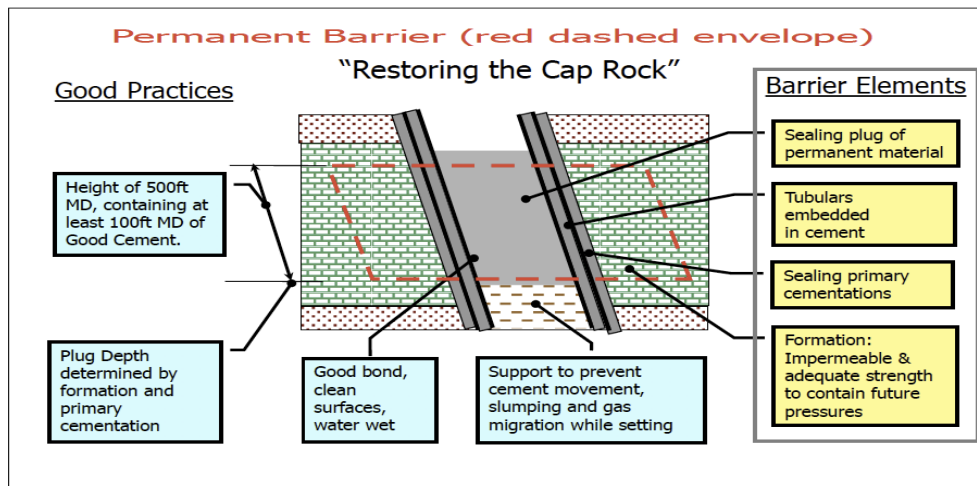 Permanent Barrier (red dashed envelope)
“Restoring the Cap Rock”
Good Practices
Height of 500ft
MD, containing at
least 100ft MD of
Good Cement.
Plug Depth
determined by
formation and
primary
cementation
Good bond,
clean
surfaces,
water wet
Support to prevent
cement movement,
slumping and gas
migration while setting
Barrier Elements
Sealing plug of
permanent material
Tubulars
embedded
in cement
Sealing primary
cementations
Formation:
Impermeable &
adequate strength
to contain future
pressures